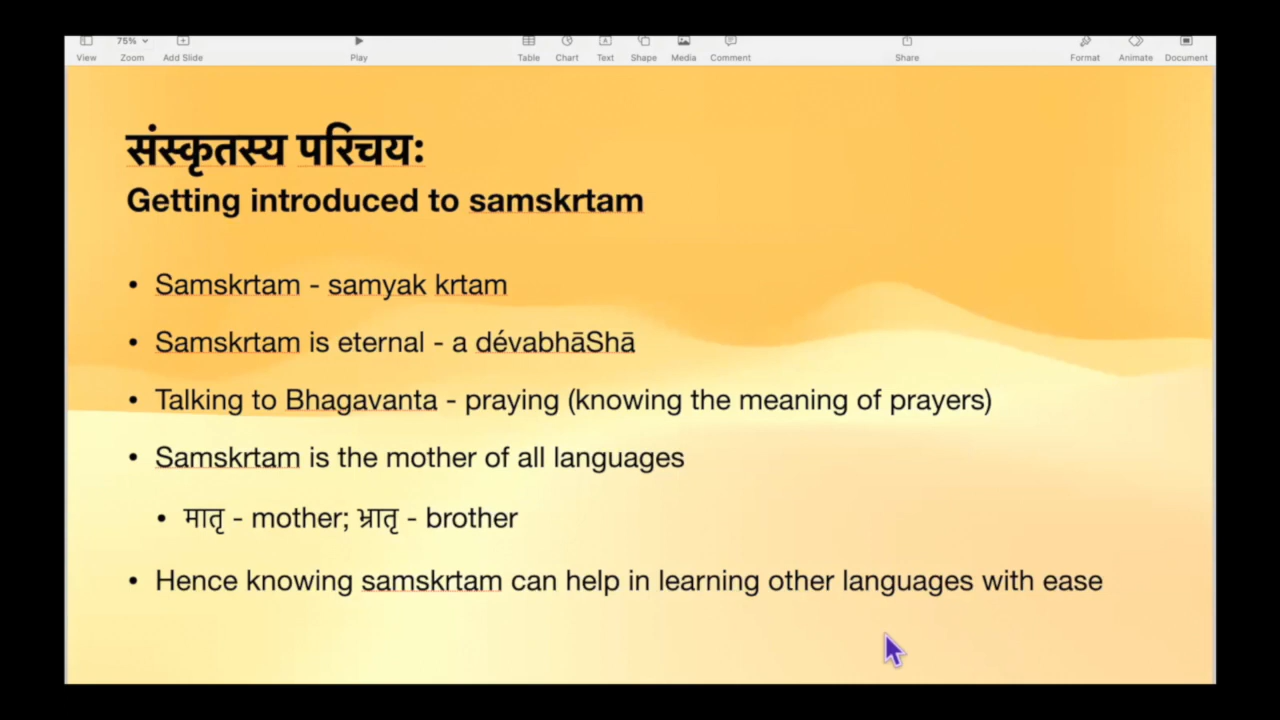 75%
View Zoom Add Slide Play Table Chart Text Shape Media Comment Share Format Animate Document
संस्कृतस्य परिचयः
Getting introduced to samskrtam
• Samskrtam - samyak krtam
• Samskrtam is eternal - a dévabhāShā
• Talking to Bhagavanta - praying (knowing the meaning of prayers)
• Samskrtam is the mother of all languages
• मातृ - mother; भ्रातृ - brother
• Hence knowing samskrtam can help in learning other languages with ease